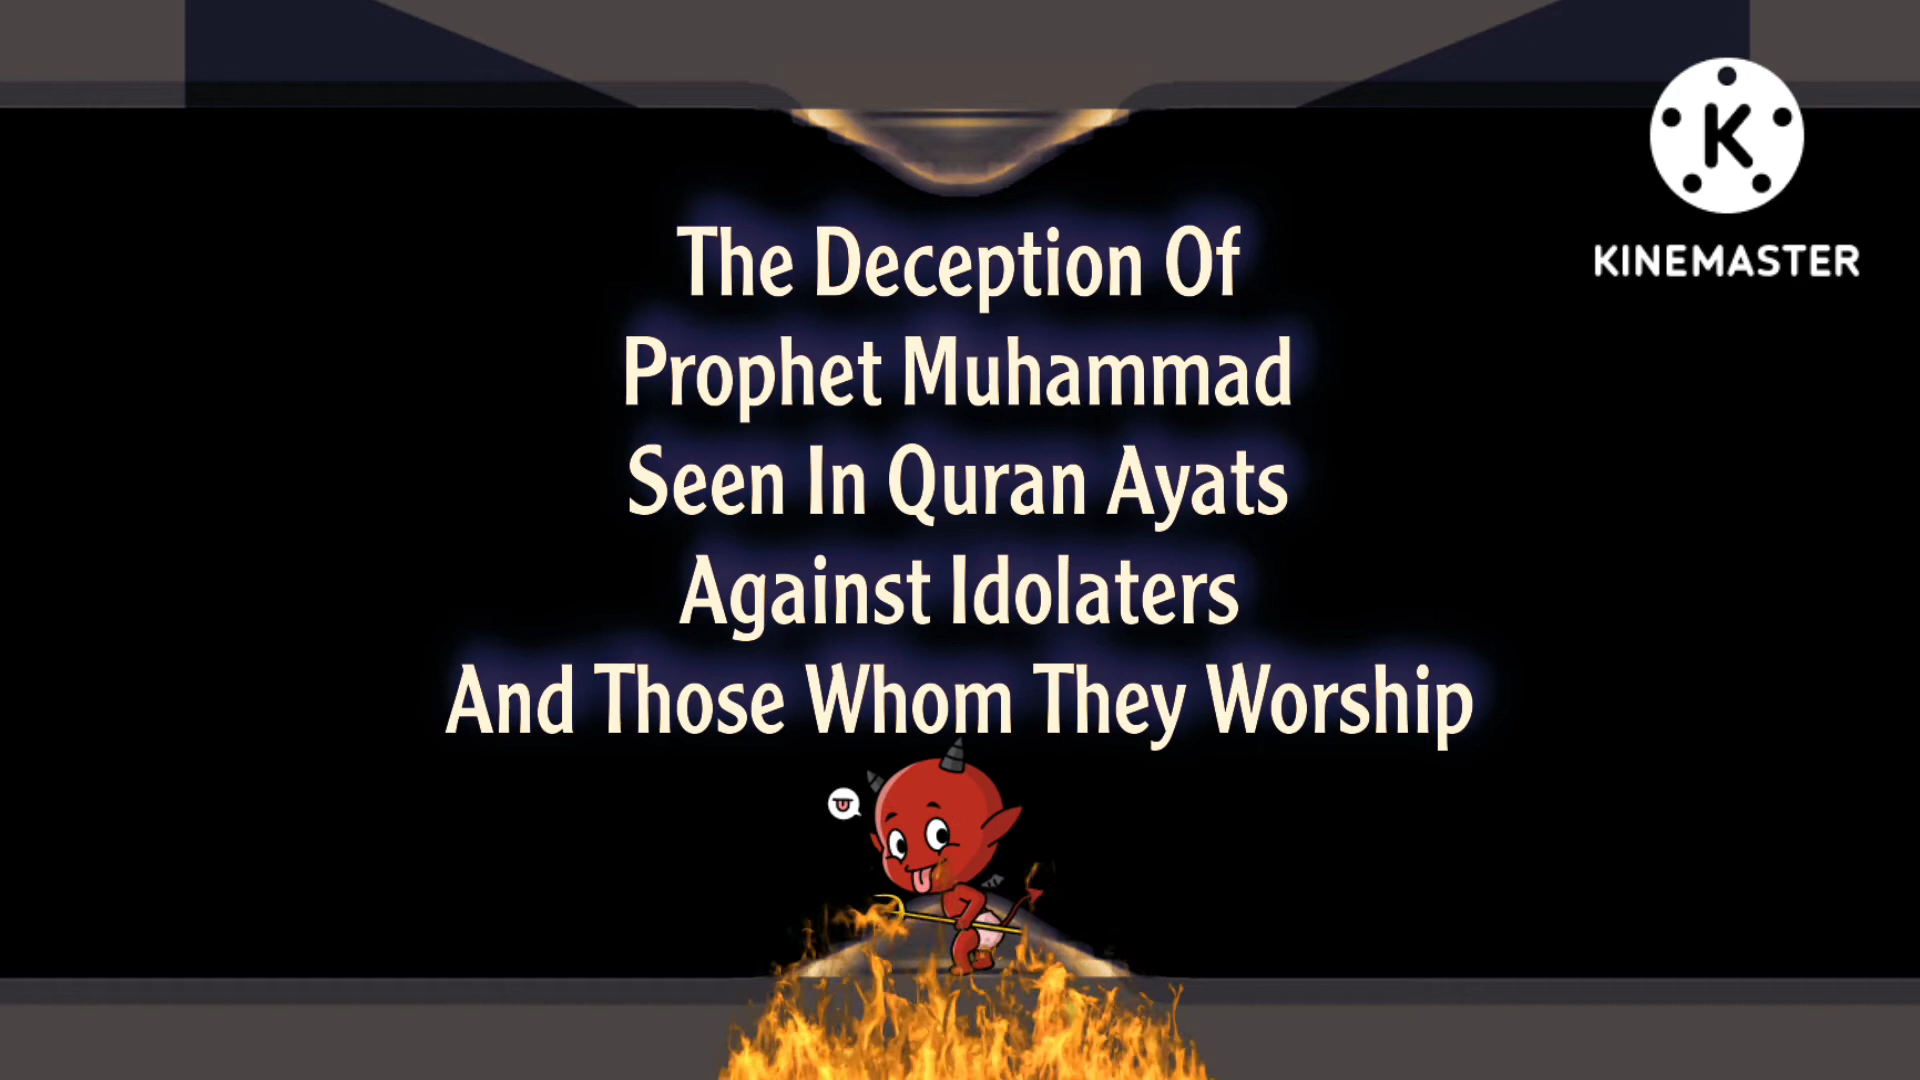 The Deception Of
Prophet Muhammad
Seen In Quran Ayats
Against Idolaters
And Those Whom They Worship
K
KINEMASTER